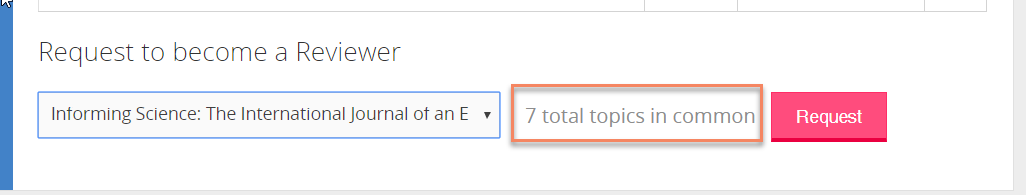 Request to become a Reviewer
Informing Science: The International Journal of an E
7 total topics in common
Request